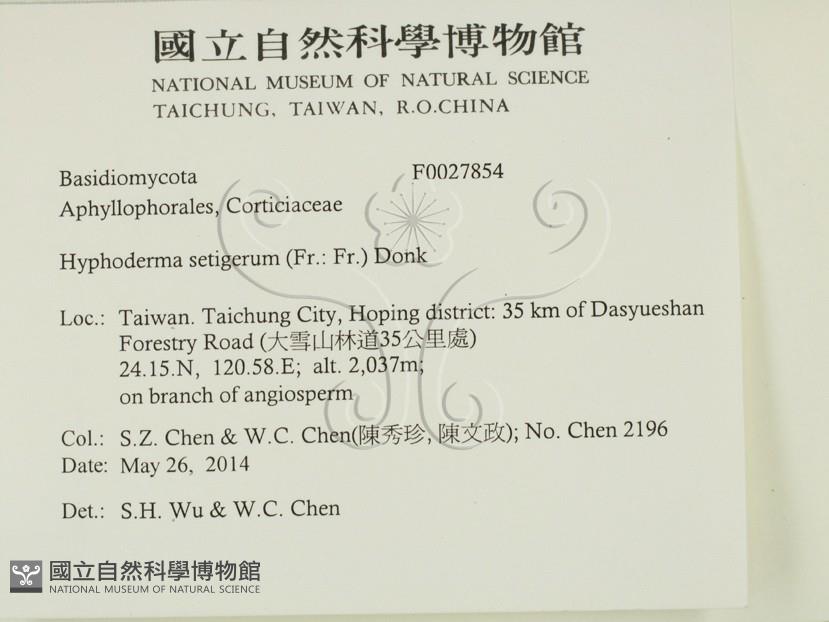 國立自然科學博物館
NATIONAL MUSEUM OF NATURAL SCIENCE
TAICHUNG, TAIWAN, R.O.CHINA
Basidiomycota F0027854
Aphyllophorales, Corticiaceae
Hyphoderma setigerum (Fr.: Fr.) Donk
Loc.: Taiwan. Taichung City, Hoping district: 35 km of Dasyueshan
Forestry Road (大雪山林道35公里處)
24.15.N, 120.58.E; alt. 2,037m;
on branch of angiosperm
Col.: S.Z. Chen & W.C. Chen(陳秀珍, 陳文政); No. Chen 2196
Date: May 26, 2014
Det.: S.H. Wu & W.C. Chen
國立自然科學博物館
NATIONAL MUSEUM OF NATURAL SCIENCE